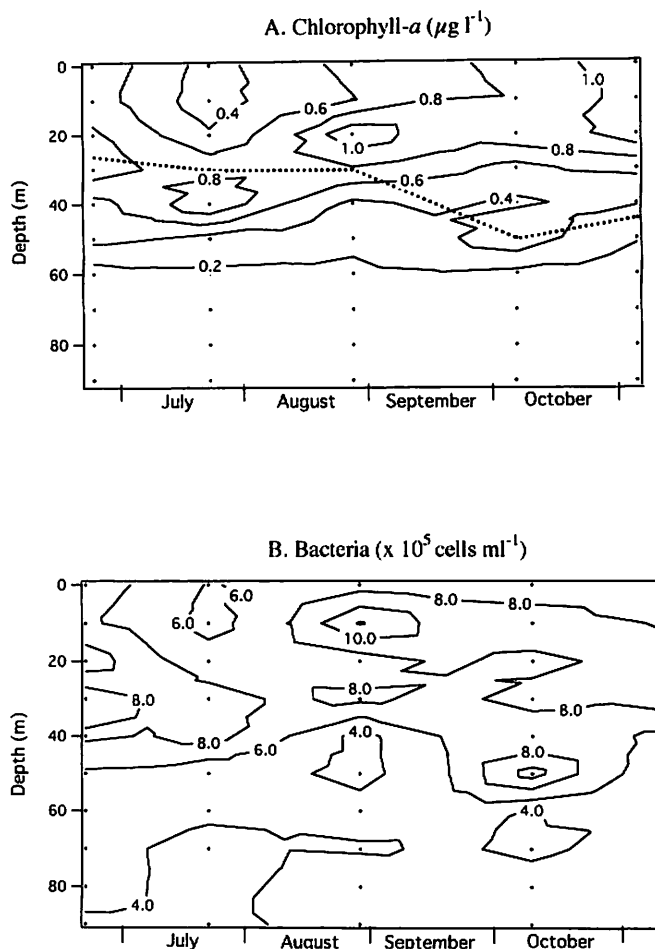 A. Chlorophyll-a (µg l⁻¹)
0
20
40
60
80
Depth (m)
0.4
0.6
0.8
1.0
1.0
0.8
0.8
0.6
0.4
0.2
July
August
September
October
B. Bacteria (x 10⁵ cells ml⁻¹)
0
20
40
60
80
Depth (m)
6.0
6.0
8.0
8.0
10.0
8.0
8.0
8.0
8.0
6.0
4.0
8.0
4.0
4.0
July
August
September
October